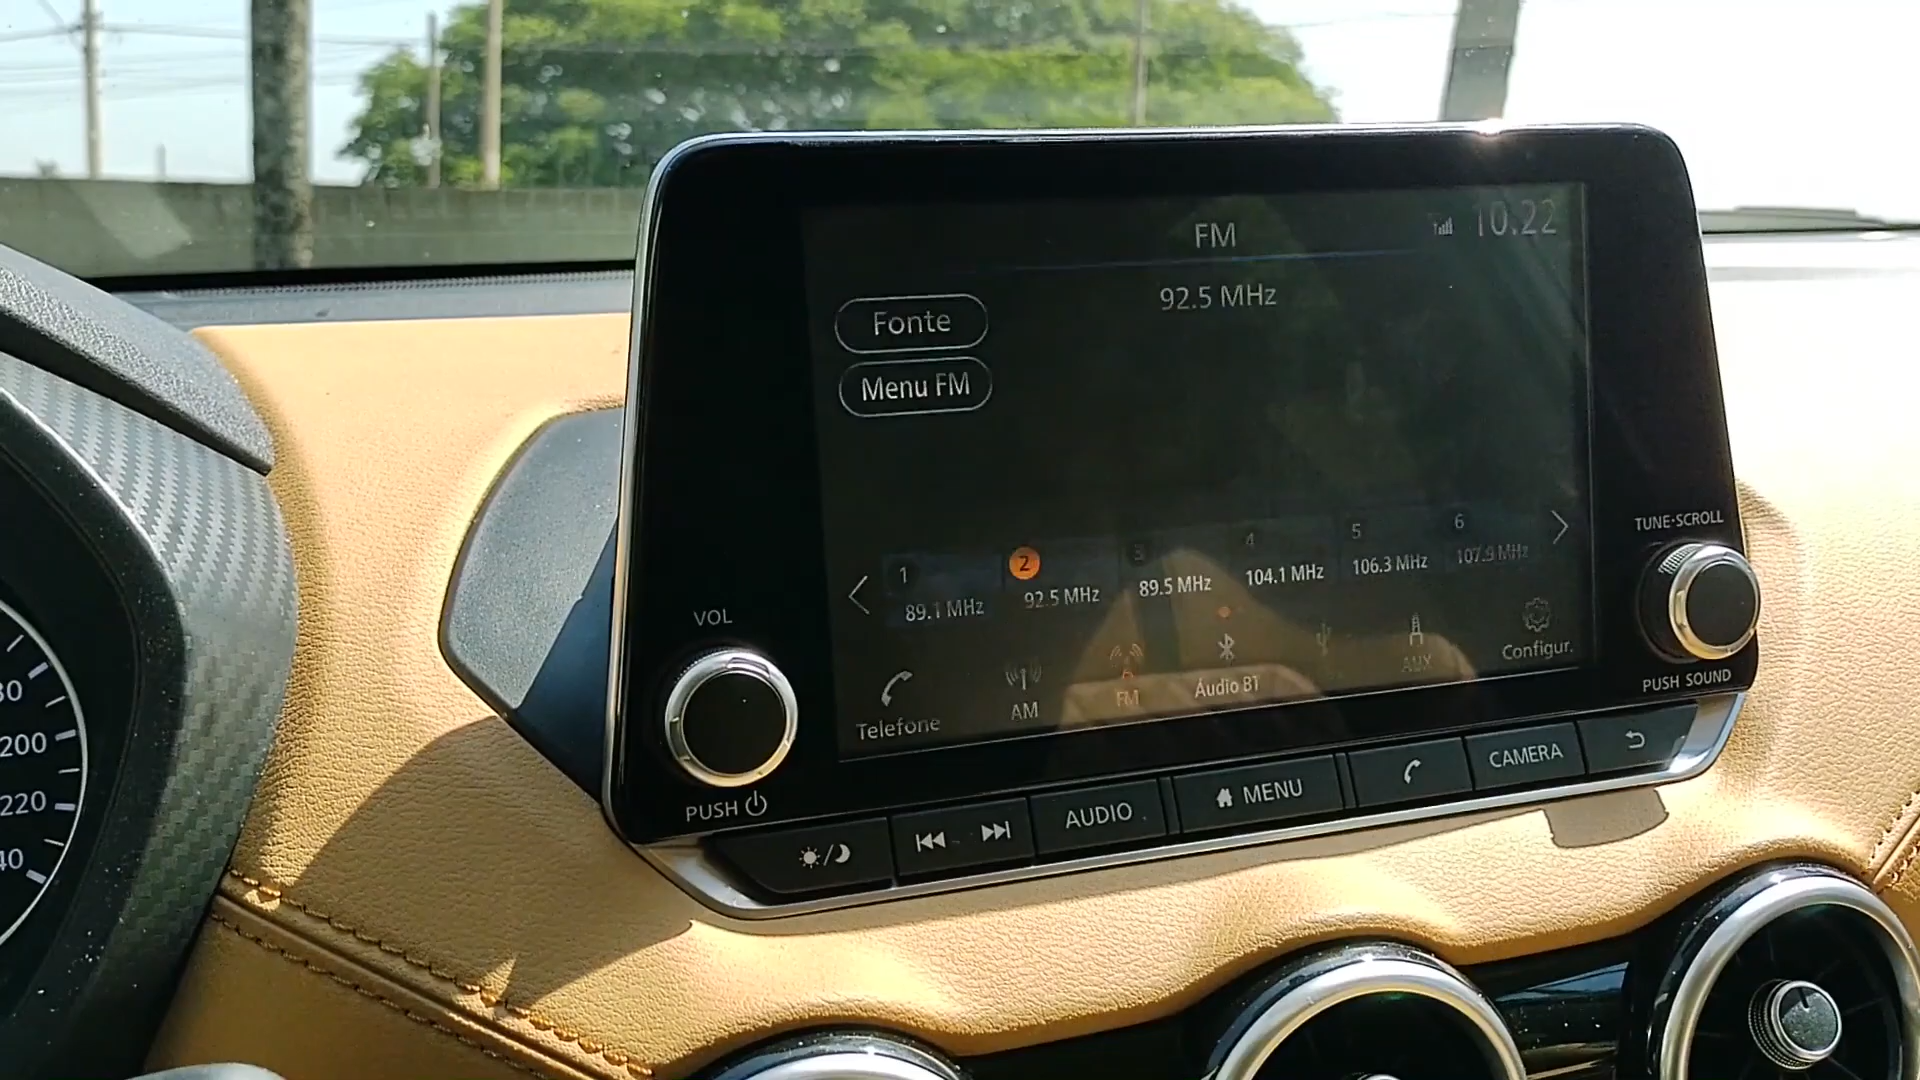 FM
10.22
92.5 MHz
Fonte
Menu FM
1
2
3
4
5
6
89.1 MHz
92.5 MHz
89.5 MHz
104.1 MHz
106.3 MHz
107.9 MHz
Telefone
AM
FM
Áudio BT
AUX
Configur.
VOL
PUSH
TUNE·SCROLL
PUSH SOUND
AUDIO
MENU
CAMERA
200
220